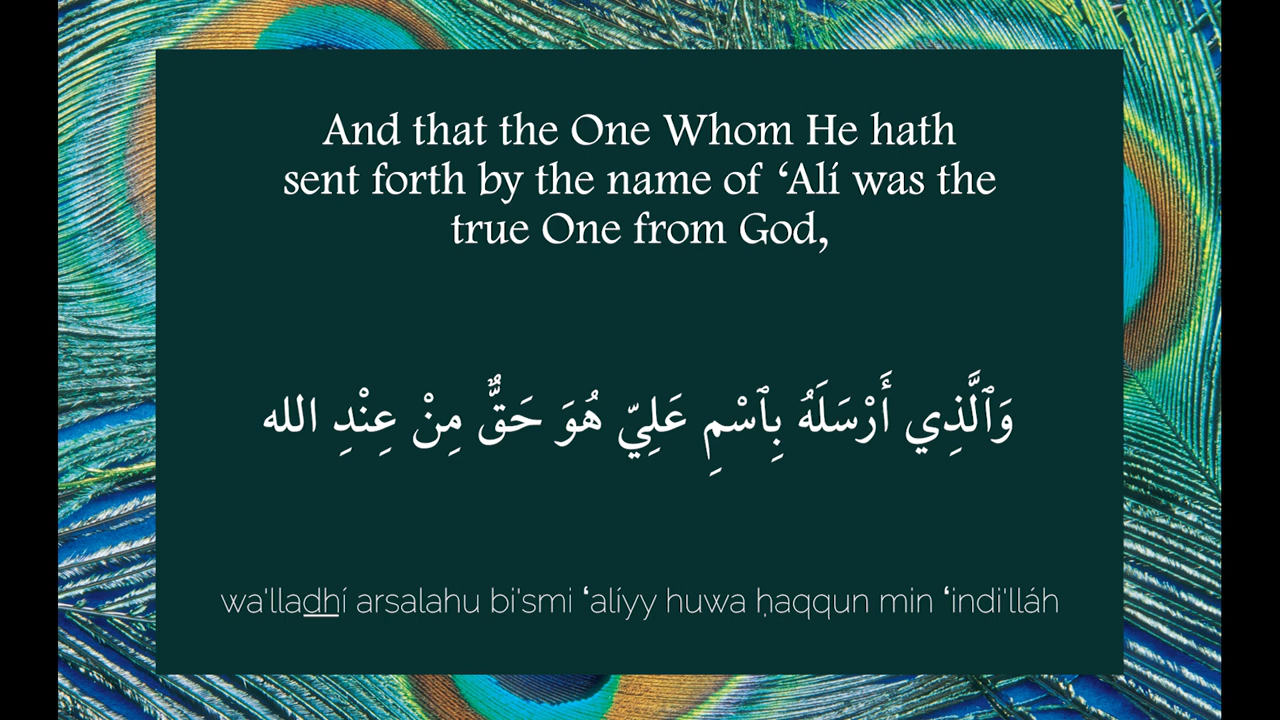 And that the One Whom He hath
sent forth by the name of ‘Alí was the
true One from God,
وَٱلَّذِي أَرْسَلَهُ بِٱسْمِ عَلِيّ هُوَ حَقٌّ مِنْ عِنْدِ الله
wa'lladhí arsalahu bi'smi ‘alíyy huwa ḥaqqun min ‘indi'lláh